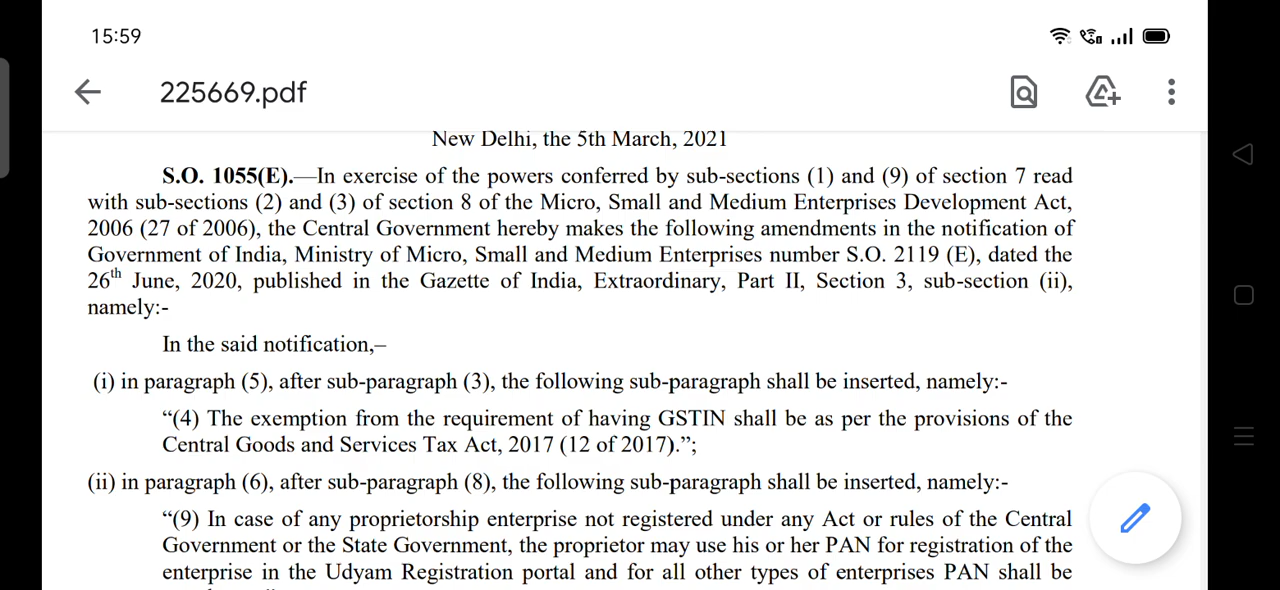 15:59
225669.pdf
New Delhi, the 5th March, 2021
S.O. 1055(E).—In exercise of the powers conferred by sub-sections (1) and (9) of section 7 read
with sub-sections (2) and (3) of section 8 of the Micro, Small and Medium Enterprises Development Act,
2006 (27 of 2006), the Central Government hereby makes the following amendments in the notification of
Government of India, Ministry of Micro, Small and Medium Enterprises number S.O. 2119 (E), dated the
26th June, 2020, published in the Gazette of India, Extraordinary, Part II, Section 3, sub-section (ii),
namely:-
In the said notification,–
(i) in paragraph (5), after sub-paragraph (3), the following sub-paragraph shall be inserted, namely:-
“(4) The exemption from the requirement of having GSTIN shall be as per the provisions of the
Central Goods and Services Tax Act, 2017 (12 of 2017).”;
(ii) in paragraph (6), after sub-paragraph (8), the following sub-paragraph shall be inserted, namely:-
“(9) In case of any proprietorship enterprise not registered under any Act or rules of the Central
Government or the State Government, the proprietor may use his or her PAN for registration of the
enterprise in the Udyam Registration portal and for all other types of enterprises PAN shall be